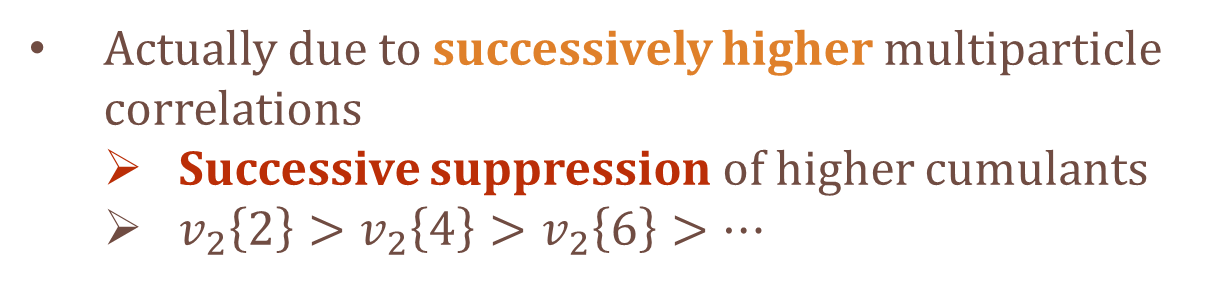 • Actually due to successively higher multiparticle
correlations
➢ Successive suppression of higher cumulants
➢ 𝑣₂{2} > 𝑣₂{4} > 𝑣₂{6} > ⋯